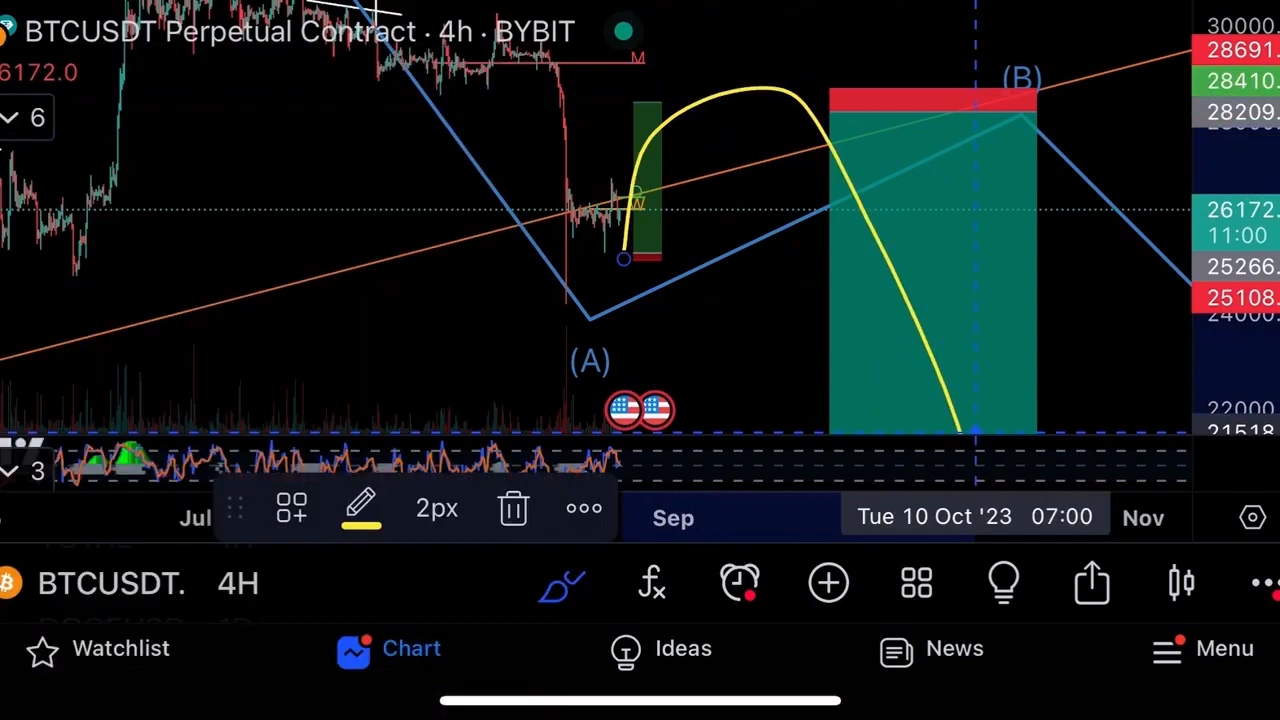 BTCUSDT Perpetual Contract · 4h · BYBIT
6172.0
6
M
(B)
(A)
30000.
28691.
28410.
28209.
26172.
11:00
25266.
25108.
24000.
22000.
21518
3
Jul
2px
Sep
Tue 10 Oct '23 07:00
Nov
BTCUSDT. 4H
Watchlist
Chart
Ideas
News
Menu